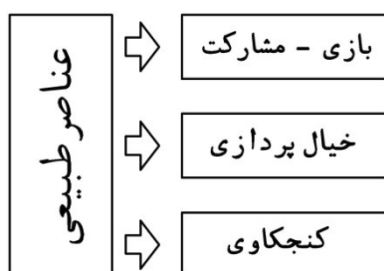 عناصر طبیعی
بازی - مشارکت
خیال پردازی
کنجکاوی